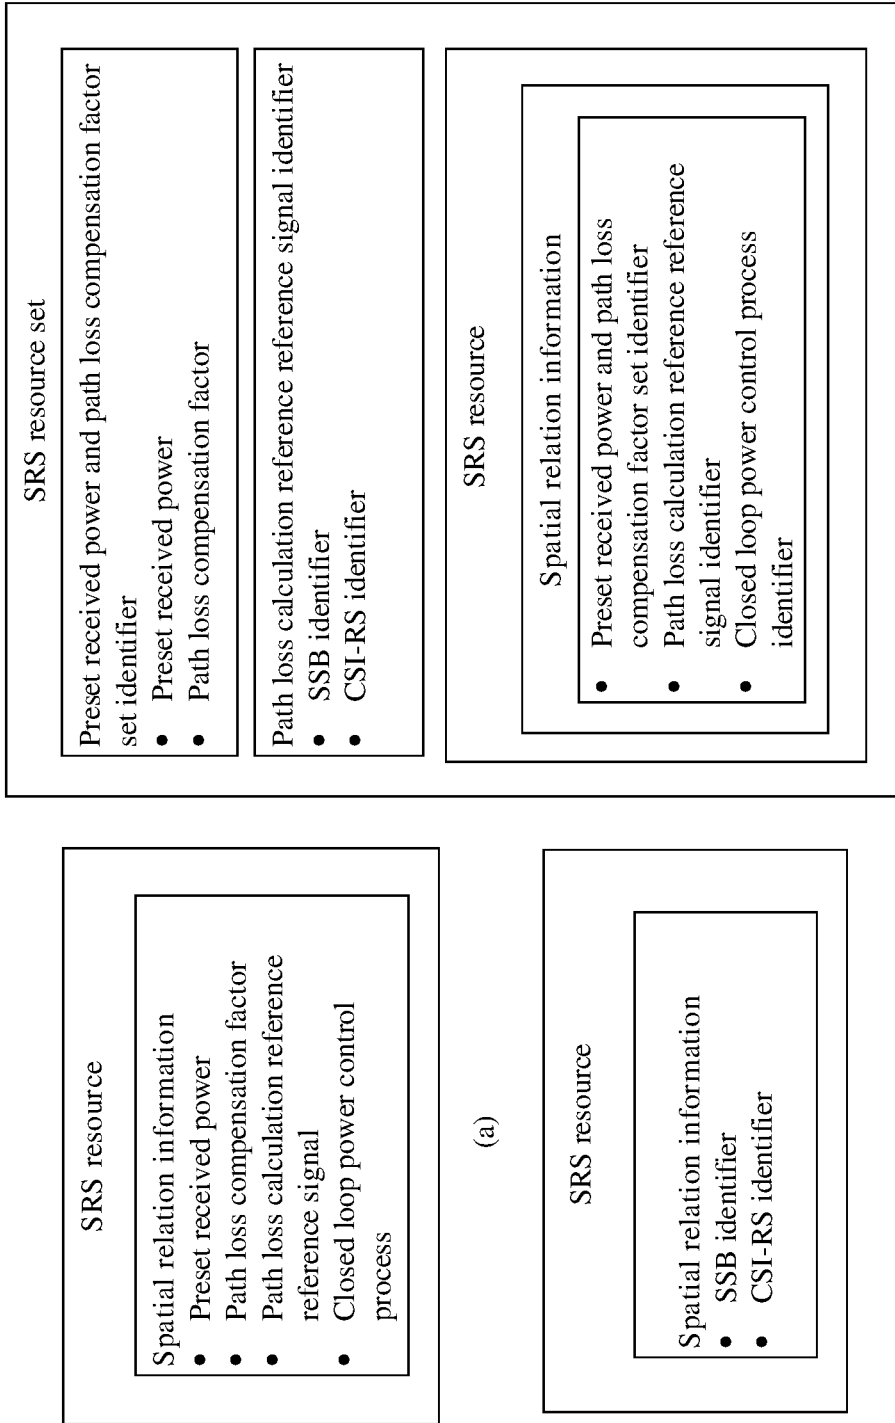 SRS resource
Spatial relation information
● Preset received power
● Path loss compensation factor
● Path loss calculation reference
reference signal
● Closed loop power control
process
(a)
SRS resource
Spatial relation information
● SSB identifier
● CSI-RS identifier
SRS resource set
Preset received power and path loss compensation factor
set identifier
● Preset received power
● Path loss compensation factor
Path loss calculation reference reference signal identifier
● SSB identifier
● CSI-RS identifier
SRS resource
Spatial relation information
● Preset received power and path loss
compensation factor set identifier
● Path loss calculation reference reference
signal identifier
● Closed loop power control process
identifier